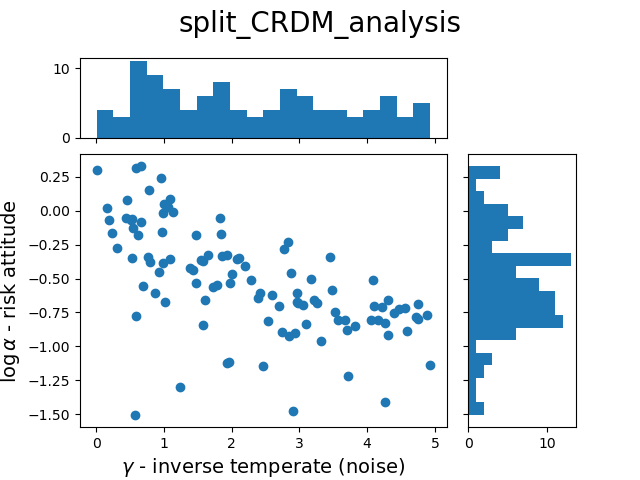 split_CRDM_analysis
10
0
0.25
0.00
−0.25
−0.50
−0.75
−1.00
−1.25
−1.50
log α - risk attitude
0 1 2 3 4 5
0 10
γ - inverse temperate (noise)